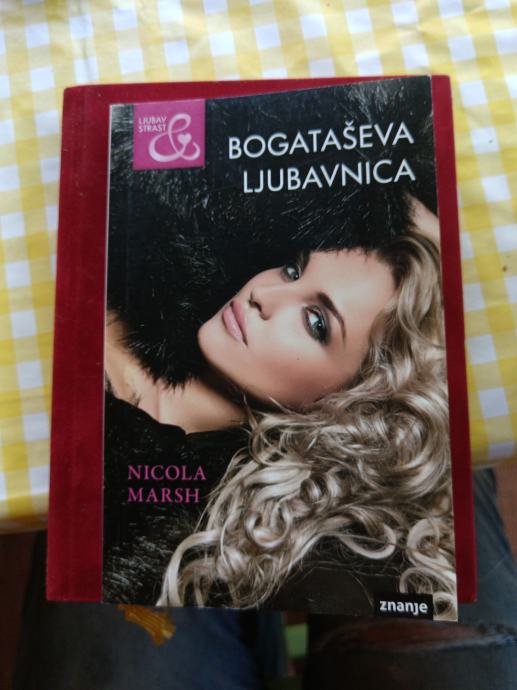 LJUBAV
STRAST
&
BOGATAŠEVA
LJUBAVNICA
NICOLA
MARSH
znanje